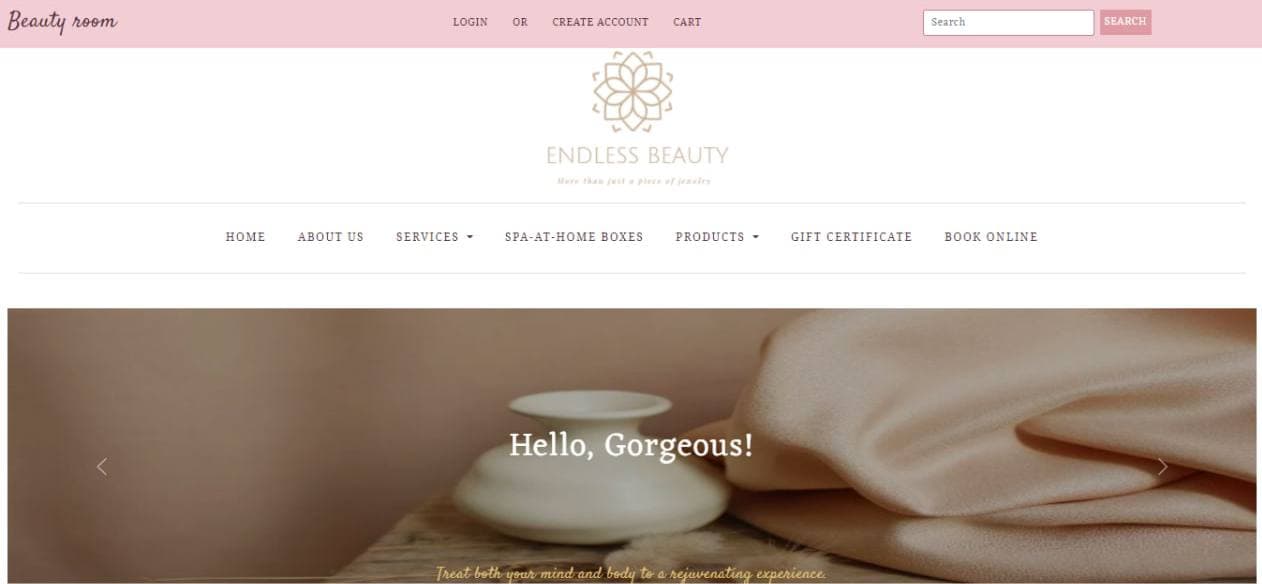 Beauty room
LOGIN OR CREATE ACCOUNT CART
Search SEARCH
ENDLESS BEAUTY
More than just a piece of jewelry
HOME ABOUT US SERVICES SPA-AT-HOME BOXES PRODUCTS GIFT CERTIFICATE BOOK ONLINE
Hello, Gorgeous!
Treat both your mind and body to a rejuvenating experience.